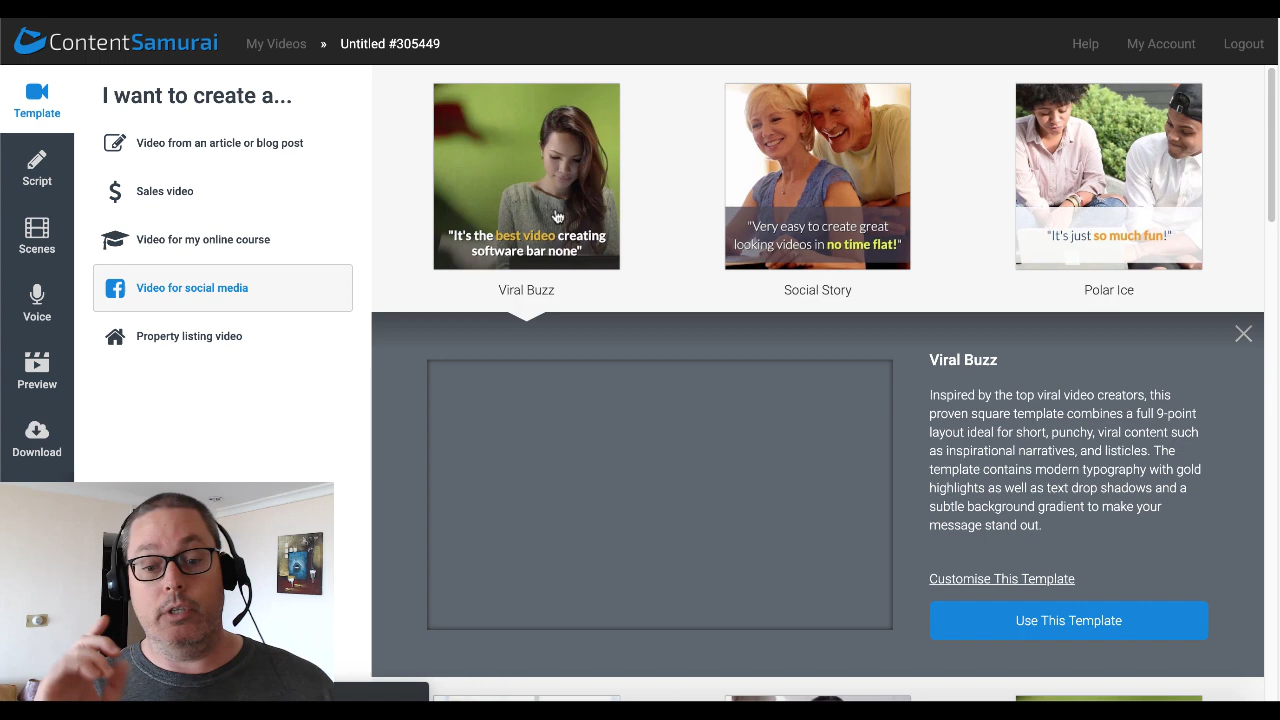 ContentSamurai
My Videos » Untitled #305449
Help
My Account
Logout
Template
Script
Scenes
Voice
Preview
Download
I want to create a...
Video from an article or blog post
Sales video
Video for my online course
Video for social media
Property listing video
"It's the best video creating
software bar none"
Viral Buzz
"Very easy to create great
looking videos in no time flat!"
Social Story
"It's just so much fun!"
Polar Ice
Viral Buzz
Inspired by the top viral video creators, this
proven square template combines a full 9-point
layout ideal for short, punchy, viral content such
as inspirational narratives, and listicles. The
template contains modern typography with gold
highlights as well as text drop shadows and a
subtle background gradient to make your
message stand out.
Customise This Template
Use This Template